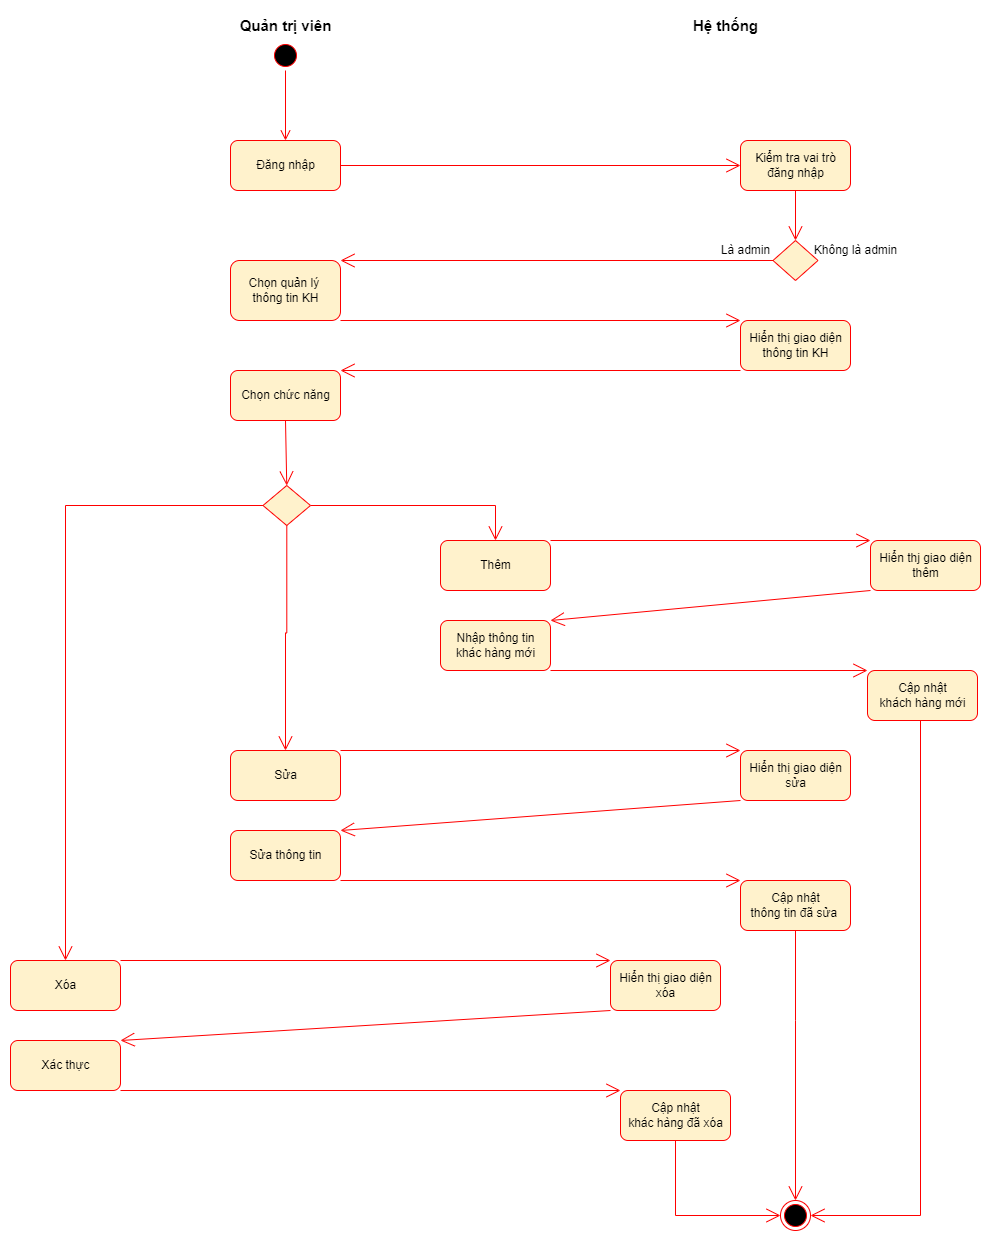 Quản trị viên
Hệ thống
Đăng nhập
Kiểm tra vai trò
đăng nhập
Là admin
Không là admin
Chọn quản lý
thông tin KH
Hiển thị giao diện
thông tin KH
Chọn chức năng
Thêm
Hiển thj giao diện
thêm
Nhập thông tin
khác hàng mới
Cập nhật
khách hàng mới
Sửa
Hiển thị giao diện
sửa
Sửa thông tin
Cập nhật
thông tin đã sửa
Xóa
Hiển thị giao diện
xóa
Xác thực
Cập nhật
khác hàng đã xóa